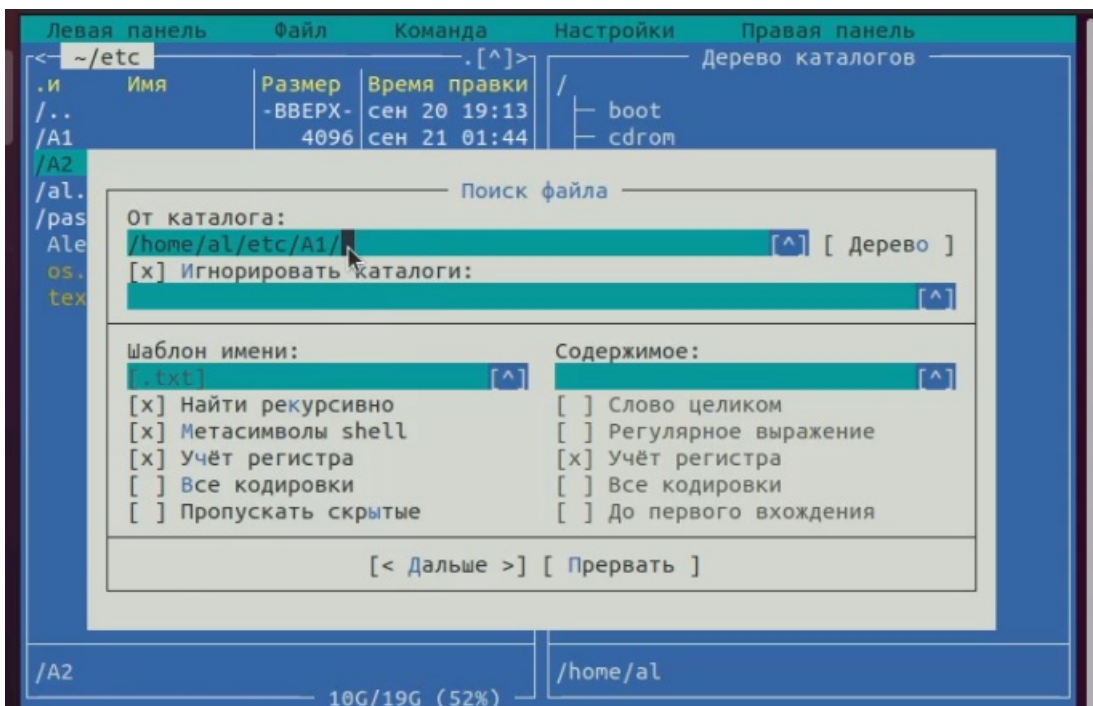 Левая панель Файл Команда Настройки Правая панель
<— ~/etc .[^]> Дерево каталогов
.и Имя Размер Время правки /
/.. -ВВЕРХ- сен 20 19:13 boot
/A1 4096 сен 21 01:44 cdrom
/A2
/al. Поиск файла
/pas От каталога:
Ale /home/al/etc/A1/ [^] [ Дерево ]
os. [x] Игнорировать каталоги:
tex [^]
Шаблон имени: Содержимое:
[.txt] [^] [^]
[x] Найти рекурсивно [ ] Слово целиком
[x] Метасимволы shell [ ] Регулярное выражение
[x] Учёт регистра [x] Учёт регистра
[ ] Все кодировки [ ] Все кодировки
[ ] Пропускать скрытые [ ] До первого вхождения
[< Дальше >] [ Прервать ]
/A2 /home/al
10G/19G (52%)